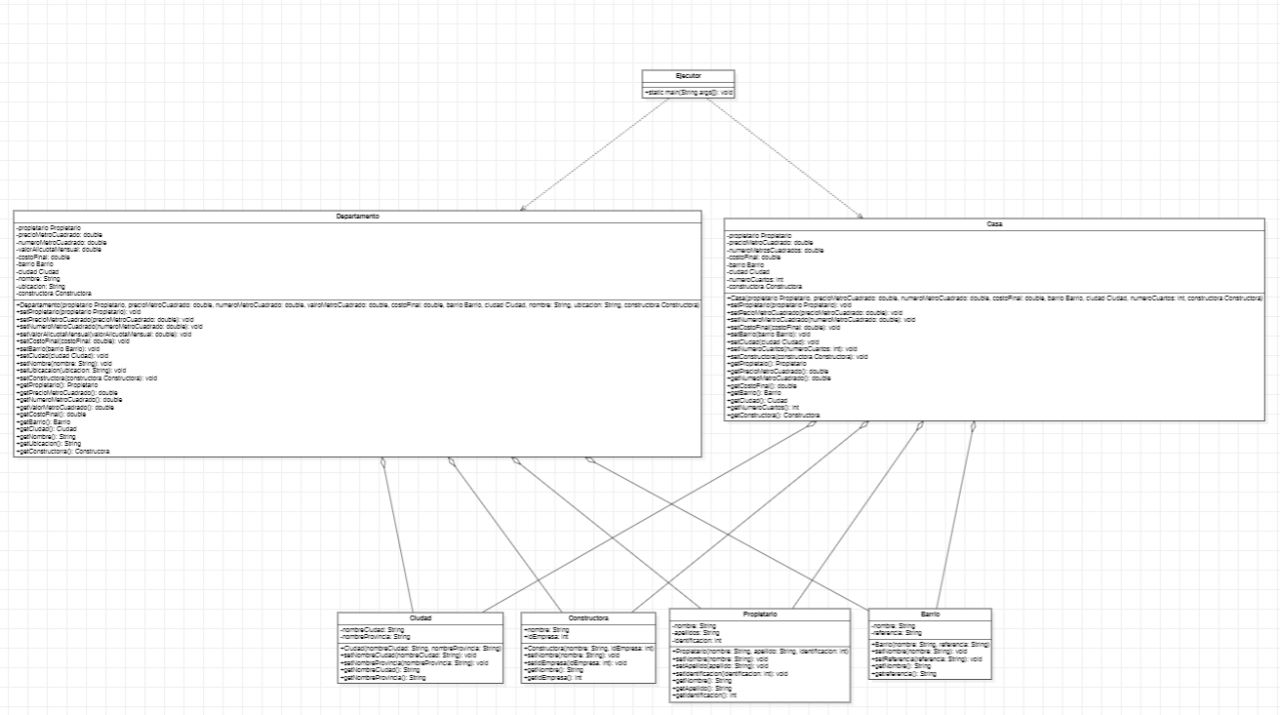 Ejecutor
+static main(String args[]): void
Departamento
-propietario Propietario
-precioMetroCuadrado: double
-numeroMetroCuadrado: double
-valorAlicuotaMensual: double
-costoFinal: double
-barrio Barrio
-ciudad Ciudad
-nombre: String
-ubicacion: String
-constructora Constructora
+Departamento(propietario Propietario, precioMetroCuadrado: double, numeroMetroCuadrado: double, valroMetroCuadrado: double, costoFinal: double, barrio Barrio, ciudad Ciudad, nombre: String, ubicacion: String, constructora Constructora)
+setPropietario(propietario): void
+setPrecioMetroCuadrado(precioMetroCuadrado: double): void
+setNumeroMetroCuadrado(numeroMetroCuadrado: double): void
+setValorAlicuotaMensual(valorAlicuotaMensual: double): void
+setCostoFinal(costoFinal: double): void
+setBarrio(barrio Barrio): void
+setCiudad(ciudad Ciudad): void
+setNombre(nombre: String): void
+setUbicacaion(ubicacion: String): void
+setConstructora(constructora Constructora): void
+getPropietario(): Propietario
+getPrecioMetroCuadrado(): double
+getNumeroMetroCuadrado(): double
+getValorMetroCuadrado(): double
+getCostoFinal(): double
+getBarrio(): Barrio
+getCiudad(): Ciudad
+getNombre(): String
+getUbicacion(): String
+getConstructora(): Constructora
Casa
-propietario Propietario
-precioMetroCuadrado: double
-numeroMetrosCuadrados: double
-costoFinal: double
-barrio Barrio
-ciudad Ciudad
-numeroCuartos: int
-constructora Constructora
+Casa(propietario Propietario, precioMetroCuadrado: double, numeroMetroCuadrado: double, costoFinal: double, barrio Barrio, ciudad Ciudad, numeroCuartos: int, constructora Constructora)
+setPropietario(propietario Propietario): void
+setPrecioMetroCuadrado(precioMetroCuadrado: double): void
+setNumeroMetroCuadrado(numeroMetroCuadrado: double): void
+setCostoFinal(costoFinal: double): void
+setBarrio(barrio Barrio): void
+setCiudad(ciudad Ciudad): void
+setNumeroCuartos(numeroCuartos: int): void
+setConstructora(constructora Constructora): void
+getPropietario(): Propietario
+getPrecioMetroCuadrado(): double
+getNumeroMetroCuadrado(): double
+getCostoFinal(): double
+getBarrio(): Barrio
+getCiudad(): Ciudad
+getNumeroCuartos(): int
+getConstructora(): Constructora
Ciudad
-nombreCiudad: String
-nombreProvincia: String
+Ciudad(nombreCiudad: String, nombreProvincia: String)
+setNombreCiudad(nombreCiudad: String): void
+setNombreProvincia(nombreProvincia: String): void
+getNombreCiudad(): String
+getNombreProvincia(): String
Constructora
+nombre: String
+idEmpresa: int
+Constructora(nombre: String, idEmpresa: int)
+setNombre(nombre: String): void
+setIdEmpresa(idEmpresa: int): void
+getNombre(): String
+getIdEmpresa(): int
Propietario
-nombre: String
-apellidos: String
-identificacion: int
+Propietario(nombre: String, apellido: String, identificacion: int)
+setNombre(nombre: String): void
+setApellido(apellido: String): void
+setIdentificacion(identificacion: int): void
+getNombre(): String
+getApellido(): String
+getIdentificacion(): int
Barrio
-nombre: String
-referencia: String
+Barrio(nombre: String, referencia: String)
+setNombre(nombre: String): void
+setReferencia(referencia: String): void
+getNombre(): String
+getreferencia(): String